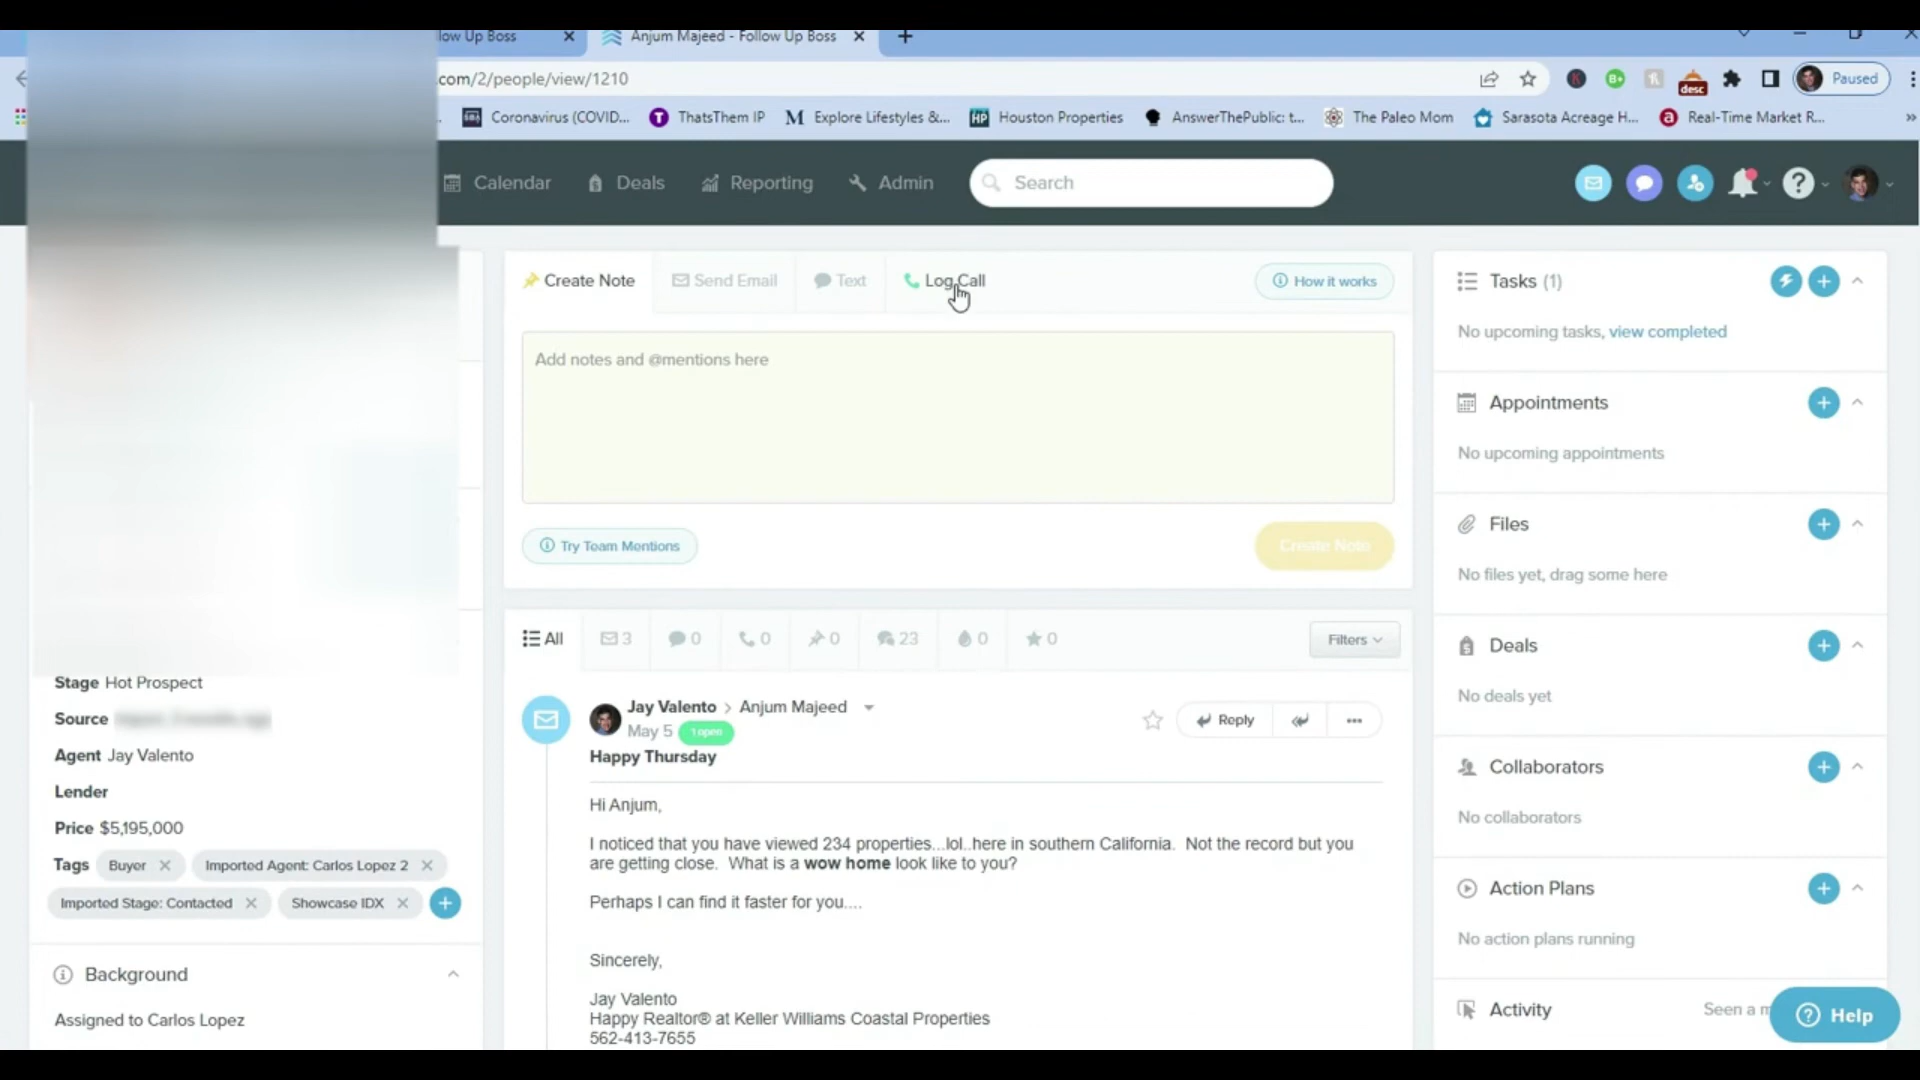 low Up Boss
Anjum Majeed - Follow Up Boss
.com/2/people/view/1210
desc
Paused
Coronavirus (COVID...
ThatsThem IP
Explore Lifestyles &...
HP Houston Properties
AnswerThePublic: t...
The Paleo Mom
Sarasota Acreage H...
Real-Time Market R...
Calendar
Deals
Reporting
Admin
Search
Create Note
Send Email
Text
Log Call
How it works
Add notes and @mentions here
Try Team Mentions
Create Note
All
3
0
0
0
23
0
0
Filters
Jay Valento > Anjum Majeed
May 5 1 open
Happy Thursday
Reply
Hi Anjum,
I noticed that you have viewed 234 properties...lol..here in southern California. Not the record but you
are getting close. What is a wow home look like to you?
Perhaps I can find it faster for you....
Sincerely,
Jay Valento
Happy Realtor® at Keller Williams Coastal Properties
562-413-7655
Stage Hot Prospect
Source
Agent Jay Valento
Lender
Price $5,195,000
Tags Buyer Imported Agent: Carlos Lopez 2
Imported Stage: Contacted Showcase IDX
Background
Assigned to Carlos Lopez
Tasks (1)
No upcoming tasks, view completed
Appointments
No upcoming appointments
Files
No files yet, drag some here
Deals
No deals yet
Collaborators
No collaborators
Action Plans
No action plans running
Activity
Seen a m
Help